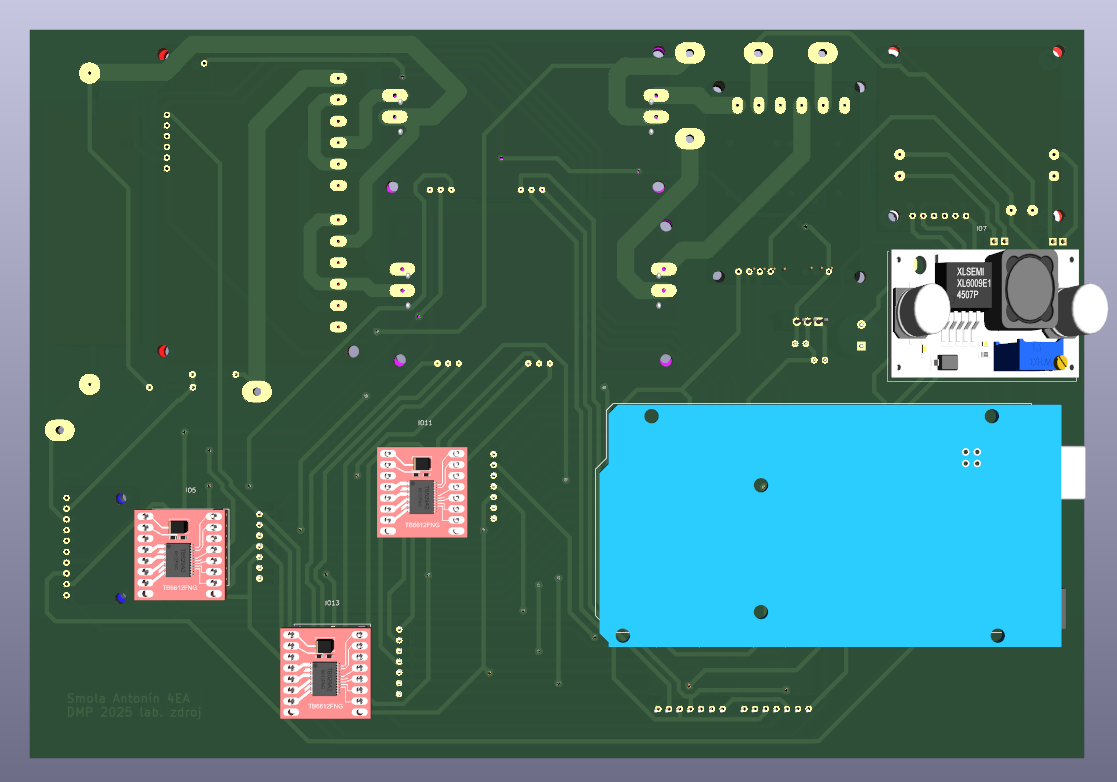 IO7
XLSEMI
XL6009E1
4507P
IO11
TB6612FNG
IO5
TB6612FNG
IO13
TB6612FNG
Smola Antonín 4EA
DMP 2025 lab. zdroj